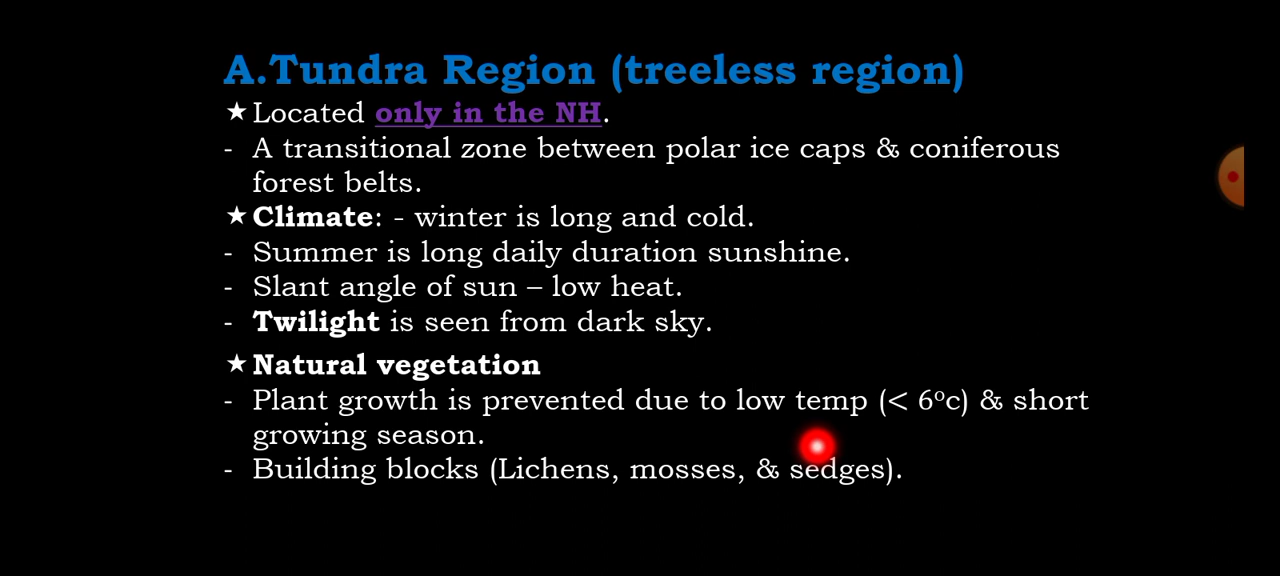 A.Tundra Region (treeless region)
★Located only in the NH.
- A transitional zone between polar ice caps & coniferous
forest belts.
★Climate: - winter is long and cold.
- Summer is long daily duration sunshine.
- Slant angle of sun – low heat.
- Twilight is seen from dark sky.
★Natural vegetation
- Plant growth is prevented due to low temp (< 6ºc) & short
growing season.
- Building blocks (Lichens, mosses, & sedges).